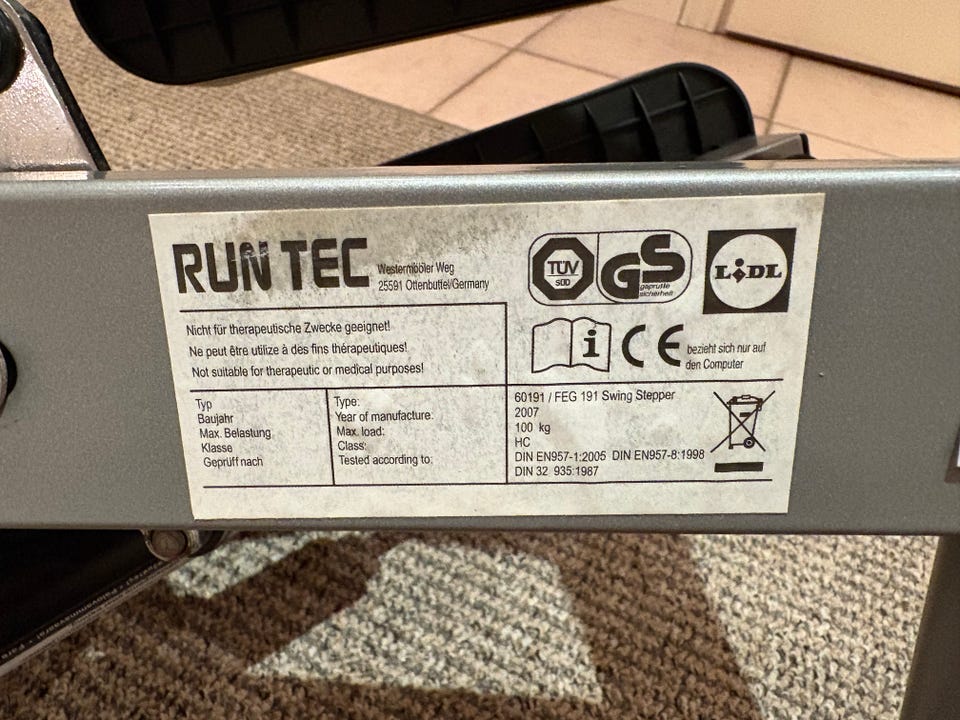 RUN TEC
Westermööler Weg
25591 Ottenbüttel/Germany
TÜV
SÜD
GS
geprüfte
sicherheit
LIDL
Nicht für therapeutische Zwecke geeignet!
Ne peut être utilize à des fins thérapeutiques!
Not suitable for therapeutic or medical purposes!
i
CE
bezieht sich nur auf
den Computer
Typ Type: 60191 / FEG 191 Swing Stepper
Baujahr Year of manufacture: 2007
Max. Belastung Max. load: 100 kg
Klasse Class: HC
Geprüff nach Tested according to: DIN EN957-1:2005 DIN EN957-8:1998
DIN 32 935:1987